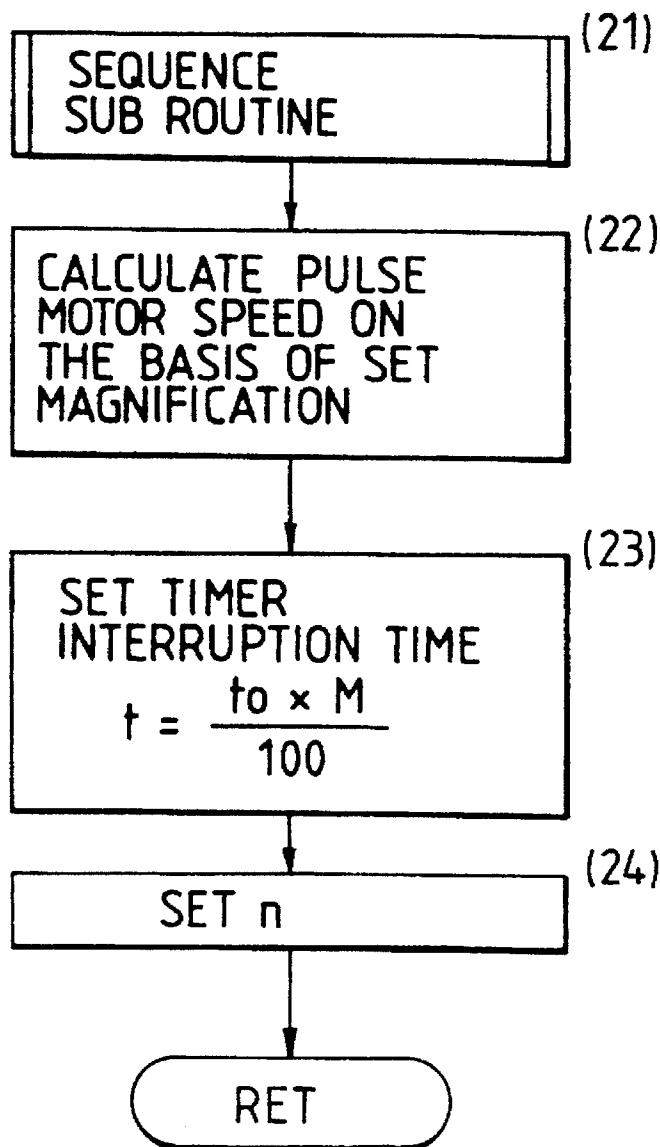 (21)
SEQUENCE
SUB ROUTINE
(22)
CALCULATE PULSE
MOTOR SPEED ON
THE BASIS OF SET
MAGNIFICATION
(23)
SET TIMER
INTERRUPTION TIME
t = to × M
100
(24)
SET n
RET